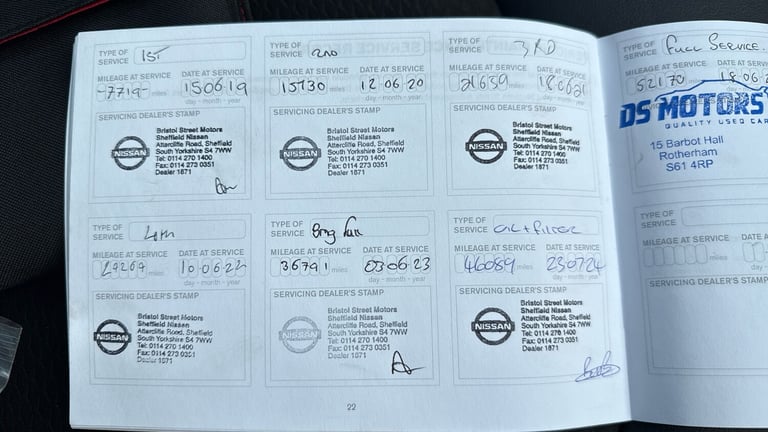 TYPE OF SERVICE 1ST
MILEAGE AT SERVICE DATE AT SERVICE
7719 miles 15 06 19
day - month - year
SERVICING DEALER'S STAMP
NISSAN
Bristol Street Motors
Sheffield Nissan
Attercliffe Road, Sheffield
South Yorkshire S4 7WW
Tel: 0114 270 1400
Fax: 0114 273 0351
Dealer 1871
TYPE OF SERVICE 2nd
MILEAGE AT SERVICE DATE AT SERVICE
15730 miles 12 06 20
day - month - year
SERVICING DEALER'S STAMP
NISSAN
Bristol Street Motors
Sheffield Nissan
Attercliffe Road, Sheffield
South Yorkshire S4 7WW
Tel: 0114 270 1400
Fax: 0114 273 0351
Dealer 1871
TYPE OF SERVICE 3RD
MILEAGE AT SERVICE DATE AT SERVICE
21659 miles 18 06 21
day - month - year
SERVICING DEALER'S STAMP
NISSAN
Bristol Street Motors
Sheffield Nissan
Attercliffe Road, Sheffield
South Yorkshire S4 7WW
Tel: 0114 270 1400
Fax: 0114 273 0351
Dealer 1871
TYPE OF SERVICE Full Service.
MILEAGE AT SERVICE DATE AT SER
52170 18 06 2
DS MOTORS
QUALITY USED CAR
15 Barbot Hall
Rotherham
S61 4RP
TYPE OF SERVICE
MILEAGE AT SERVICE 10 06 22
DATE AT SERVICE
miles
day - month - year
SERVICING DEALER'S STAMP
NISSAN
Bristol Street Motors
Sheffield Nissan
Attercliffe Road, Sheffield
South Yorkshire S4 7WW
Tel: 0114 270 1400
Fax: 0114 273 0351
Dealer 1871
TYPE OF SERVICE
MILEAGE AT SERVICE DATE AT SERVICE
36791 miles 03 06 23
day - month - year
SERVICING DEALER'S STAMP
NISSAN
Bristol Street Motors
Sheffield Nissan
Attercliffe Road, Sheffield
South Yorkshire S4 7WW
Tel: 0114 270 1400
Fax: 0114 273 0351
Dealer 1871
TYPE OF SERVICE oil + filter
MILEAGE AT SERVICE DATE AT SERVICE
46089 miles 23 07 24
day - month - year
SERVICING DEALER'S STAMP
NISSAN
Bristol Street Motors
Sheffield Nissan
Attercliffe Road, Sheffield
South Yorkshire S4 7WW
Tel: 0114 270 1400
Fax: 0114 273 0351
Dealer 1871
TYPE OF SERVICE
MILEAGE AT SERVICE DA
miles
SERVICING DEALER'S STAMP
22